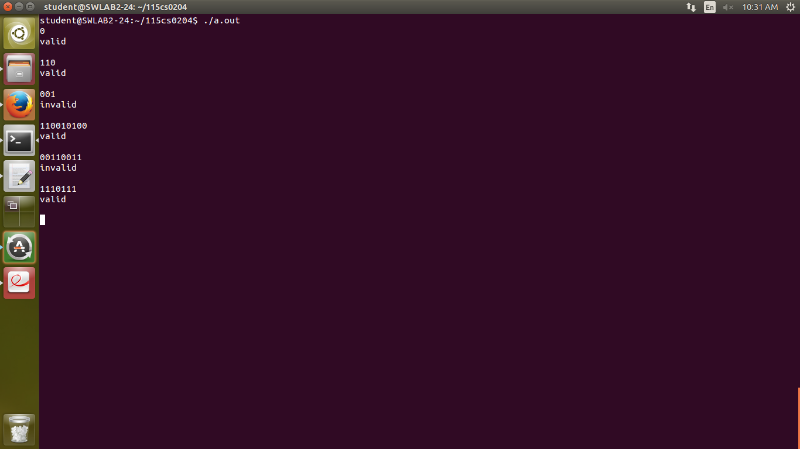 student@SWLAB2-24: ~/115cs0204
En
10:31 AM
student@SWLAB2-24:~/115cs0204$ ./a.out
0
valid
110
valid
001
invalid
110010100
valid
00110011
invalid
1110111
valid